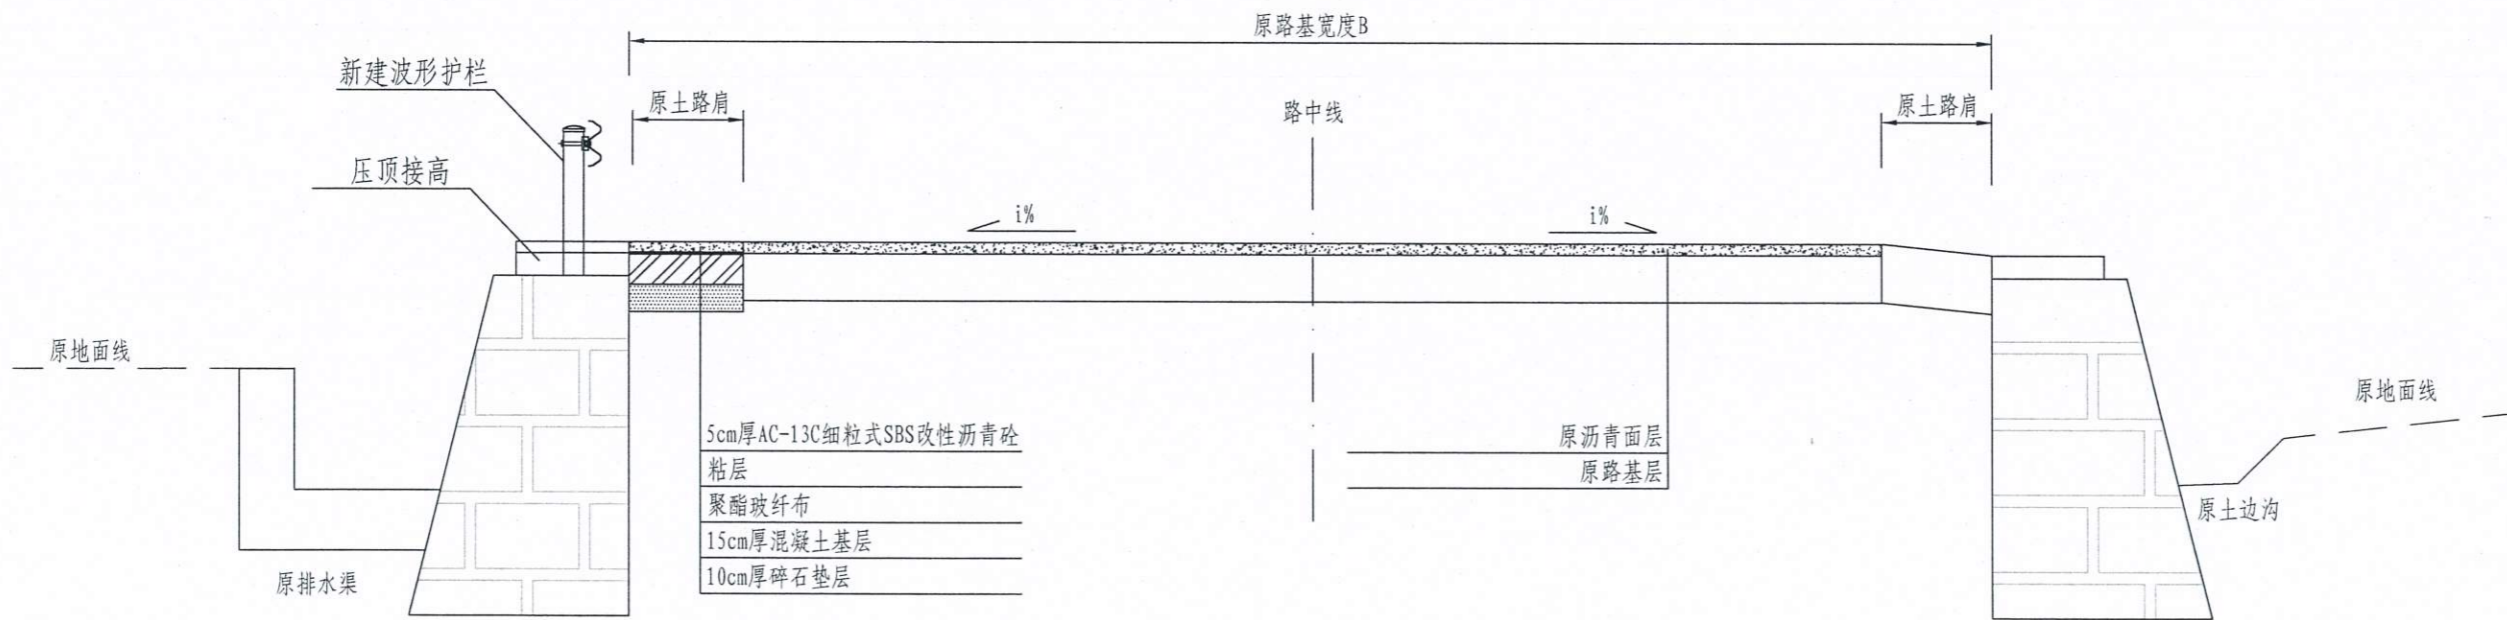 原路基宽度B
新建波形护栏
原土路肩
路中线
原土路肩
压顶接高
i%
i%
原地面线
原地面线
5cm厚AC-13C细粒式SBS改性沥青砼
粘层
聚酯玻纤布
15cm厚混凝土基层
10cm厚碎石垫层
原沥青面层
原路基层
原土边沟
原排水渠